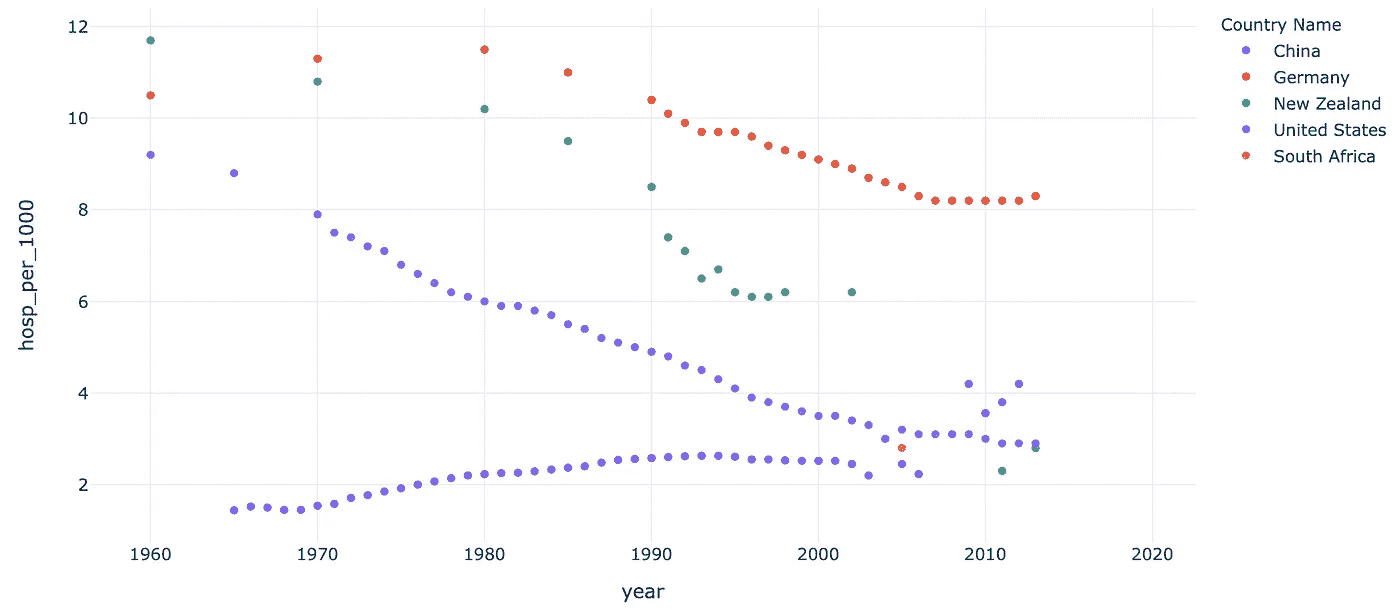 Country Name
China
Germany
New Zealand
United States
South Africa
hosp_per_1000
12
10
8
6
4
2
1960 1970 1980 1990 2000 2010 2020
year